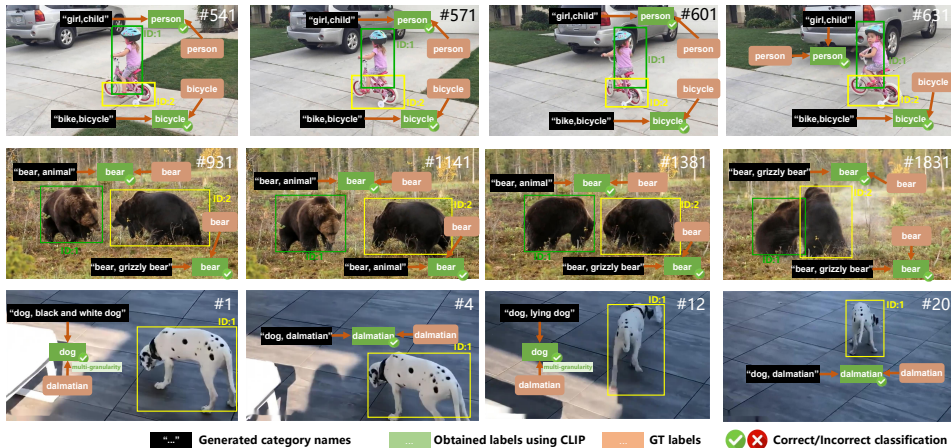 #541
"girl,child"
person
person
ID:1
bicycle
ID:2
"bike,bicycle"
bicycle
#571
"girl,child"
person
person
ID:1
bicycle
ID:2
"bike,bicycle"
bicycle
#601
"girl,child"
person
person
ID:1
bicycle
ID:2
"bike,bicycle"
bicycle
#631
"girl,child"
person
person
ID:1
bicycle
ID:2
"bike,bicycle"
bicycle
#931
"bear, animal"
bear
bear
ID:2
bear
"bear, grizzly bear"
bear
#1141
"bear, animal"
bear
bear
ID:2
bear
"bear, animal"
bear
#1381
"bear, animal"
bear
bear
ID:2
bear
"bear, grizzly bear"
bear
#1831
"bear, grizzly bear"
bear
bear
bear
"bear, grizzly bear"
bear
#1
"dog, black and white dog"
ID:1
dog
multi-granularity
dalmatian
#4
"dog, dalmatian"
dalmatian
dalmatian
ID:1
#12
"dog, lying dog"
ID:1
dog
multi-granularity
dalmatian
#20
ID:1
"dog, dalmatian"
dalmatian
dalmatian
"..." Generated category names
... Obtained labels using CLIP
... GT labels
Correct/Incorrect classification